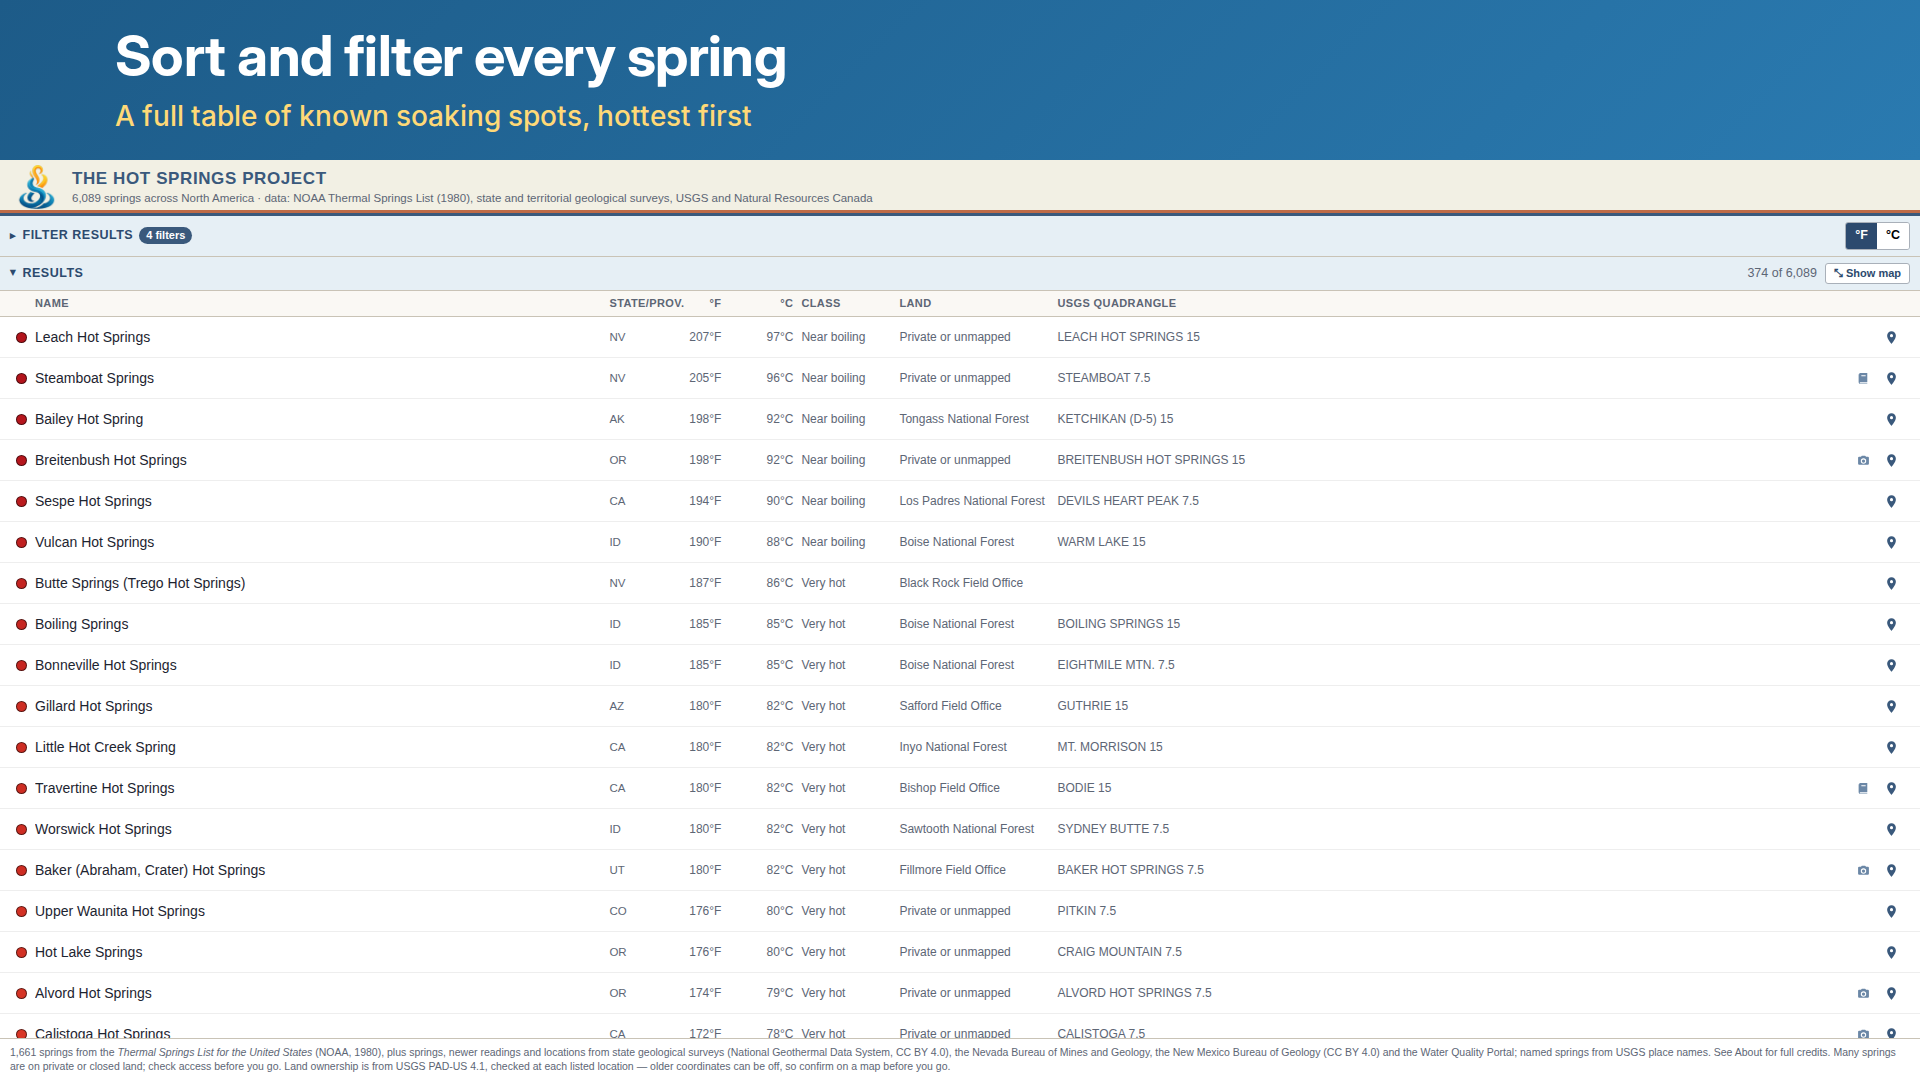 Sort and filter every spring
A full table of known soaking spots, hottest first
THE HOT SPRINGS PROJECT
6,089 springs across North America · data: NOAA Thermal Springs List (1980), state and territorial geological surveys, USGS and Natural Resources Canada
▸ FILTER RESULTS 4 filters °F °C
▾ RESULTS 374 of 6,089 Show map
NAME STATE/PROV. °F °C CLASS LAND USGS QUADRANGLE
Leach Hot Springs NV 207°F 97°C Near boiling Private or unmapped LEACH HOT SPRINGS 15
Steamboat Springs NV 205°F 96°C Near boiling Private or unmapped STEAMBOAT 7.5
Bailey Hot Spring AK 198°F 92°C Near boiling Tongass National Forest KETCHIKAN (D-5) 15
Breitenbush Hot Springs OR 198°F 92°C Near boiling Private or unmapped BREITENBUSH HOT SPRINGS 15
Sespe Hot Springs CA 194°F 90°C Near boiling Los Padres National Forest DEVILS HEART PEAK 7.5
Vulcan Hot Springs ID 190°F 88°C Near boiling Boise National Forest WARM LAKE 15
Butte Springs (Trego Hot Springs) NV 187°F 86°C Very hot Black Rock Field Office
Boiling Springs ID 185°F 85°C Very hot Boise National Forest BOILING SPRINGS 15
Bonneville Hot Springs ID 185°F 85°C Very hot Boise National Forest EIGHTMILE MTN. 7.5
Gillard Hot Springs AZ 180°F 82°C Very hot Safford Field Office GUTHRIE 15
Little Hot Creek Spring CA 180°F 82°C Very hot Inyo National Forest MT. MORRISON 15
Travertine Hot Springs CA 180°F 82°C Very hot Bishop Field Office BODIE 15
Worswick Hot Springs ID 180°F 82°C Very hot Sawtooth National Forest SYDNEY BUTTE 7.5
Baker (Abraham, Crater) Hot Springs UT 180°F 82°C Very hot Fillmore Field Office BAKER HOT SPRINGS 7.5
Upper Waunita Hot Springs CO 176°F 80°C Very hot Private or unmapped PITKIN 7.5
Hot Lake Springs OR 176°F 80°C Very hot Private or unmapped CRAIG MOUNTAIN 7.5
Alvord Hot Springs OR 174°F 79°C Very hot Private or unmapped ALVORD HOT SPRINGS 7.5
Calistoga Hot Springs CA 172°F 78°C Very hot Private or unmapped CALISTOGA 7.5
1,661 springs from the Thermal Springs List for the United States (NOAA, 1980), plus springs, newer readings and locations from state geological surveys (National Geothermal Data System, CC BY 4.0), the Nevada Bureau of Mines and Geology, the New Mexico Bureau of Geology (CC BY 4.0) and the Water Quality Portal; named springs from USGS place names. See About for full credits. Many springs
are on private or closed land; check access before you go. Land ownership is from USGS PAD-US 4.1, checked at each listed location — older coordinates can be off, so confirm on a map before you go.